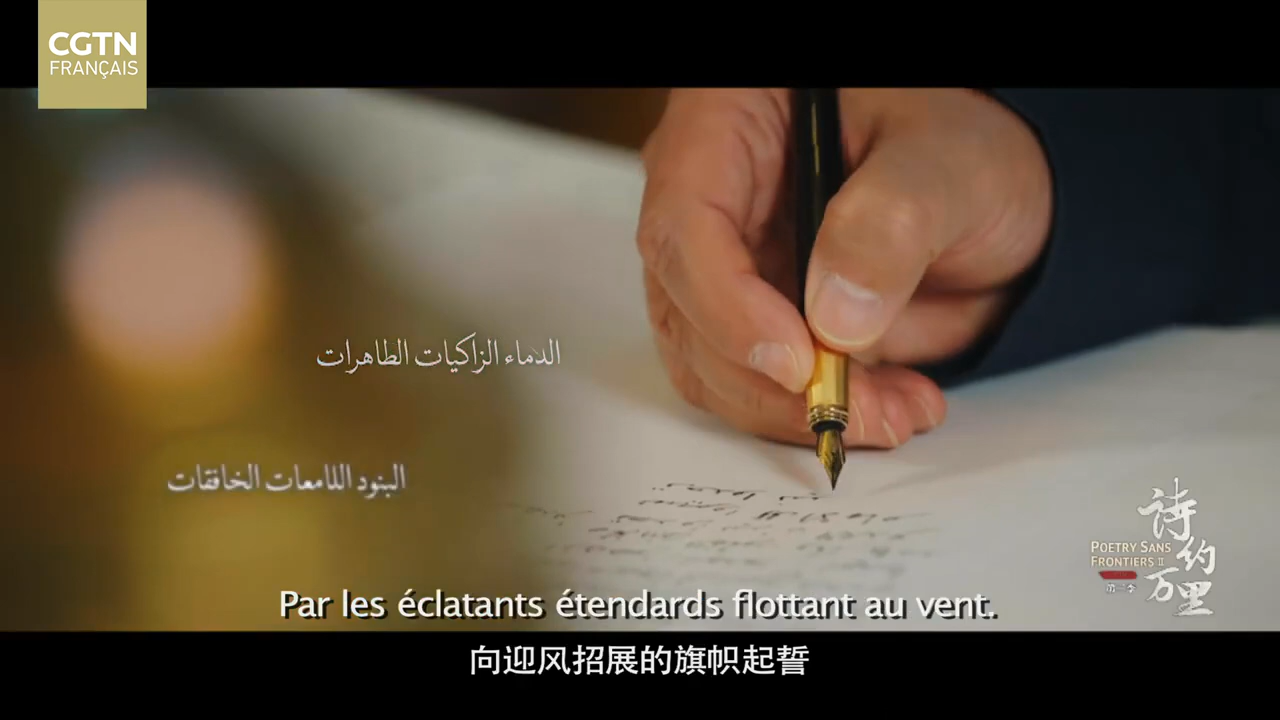 CGTN
FRANÇAIS
الدماء الزاكيات الطاهرات
البنود اللامعات الخافقات
POETRY SANS
FRONTIERS II
诗约万里
Par les éclatants étendards flottant au vent.
向迎风招展的旗帜起誓